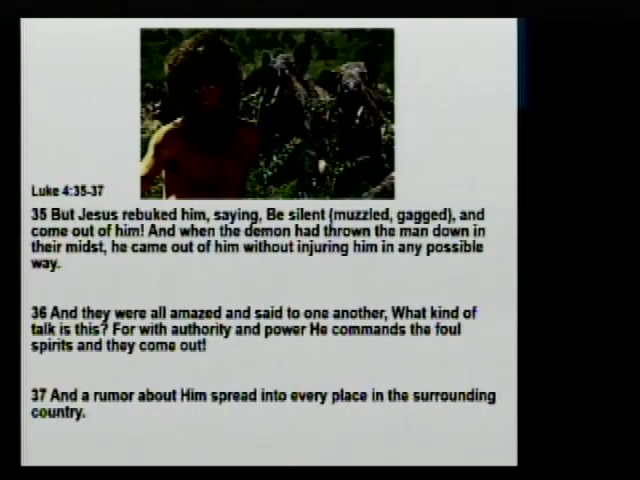 Luke 4:35-37
35 But Jesus rebuked him, saying, Be silent (muzzled, gagged), and
come out of him! And when the demon had thrown the man down in
their midst, he came out of him without injuring him in any possible
way.
36 And they were all amazed and said to one another, What kind of
talk is this? For with authority and power He commands the foul
spirits and they come out!
37 And a rumor about Him spread into every place in the surrounding
country.